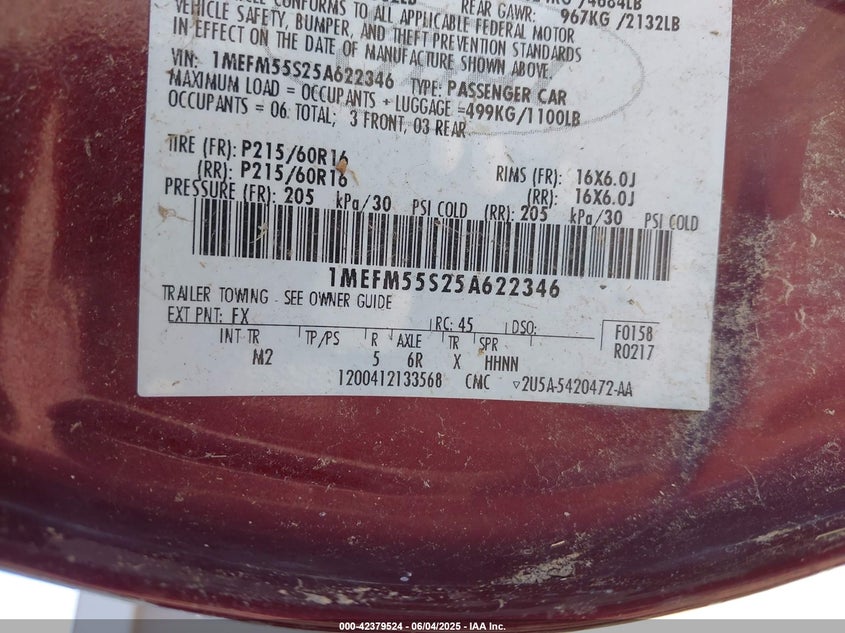 REAR GAWR: 967KG /2132LB
VEHICLE CONFORMS TO ALL APPLICABLE FEDERAL MOTOR
VEHICLE SAFETY, BUMPER, AND THEFT PREVENTION STANDARDS
IN EFFECT ON THE DATE OF MANUFACTURE SHOWN ABOVE.
VIN: 1MEFM55S25A622346 TYPE: PASSENGER CAR
MAXIMUM LOAD = OCCUPANTS + LUGGAGE =499KG/1100LB
OCCUPANTS = 06 TOTAL; 3 FRONT, 03 REAR
TIRE (FR): P215/60R16 RIMS (FR): 16X6.0J
(RR): P215/60R16 (RR): 16X6.0J
PRESSURE (FR): 205 kPa/30 PSI COLD (RR): 205 kPa/30 PSI COLD
1MEFM55S25A622346
TRAILER TOWING - SEE OWNER GUIDE
EXT PNT: FX RC: 45 DSO: F0158
INT TR TP/PS R AXLE TR SPR R0217
M2 5 6R X HHNN
1200412133568 CMC ▽2U5A-5420472-AA
000-42379524 - 06/04/2025 - IAA Inc.